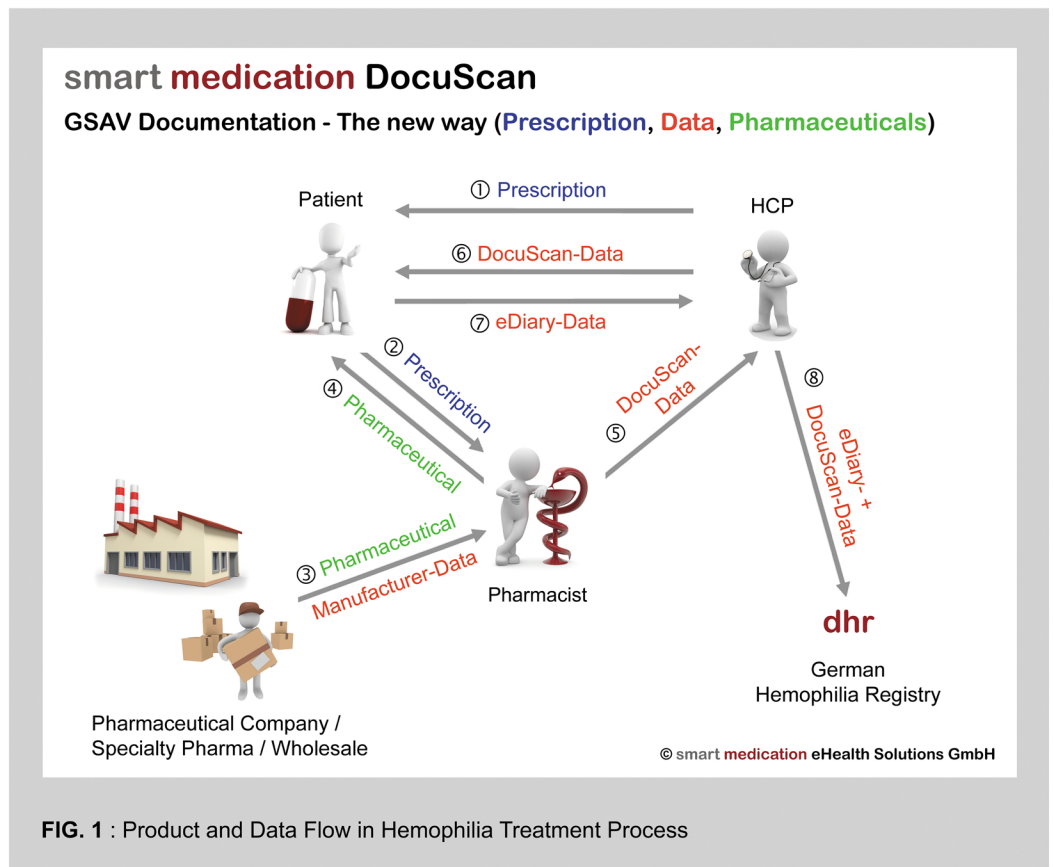 smart medication DocuScan
GSAV Documentation - The new way (Prescription, Data, Pharmaceuticals)
Patient
① Prescription
HCP
⑥ DocuScan-Data
⑦ eDiary-Data
② Prescription
④ Pharmaceutical
DocuScan-
Data
⑤
⑧
eDiary- +
DocuScan-Data
③ Pharmaceutical
Manufacturer-Data
Pharmacist
dhr
German
Hemophilia Registry
Pharmaceutical Company /
Specialty Pharma / Wholesale
© smart medication eHealth Solutions GmbH
FIG. 1 : Product and Data Flow in Hemophilia Treatment Process